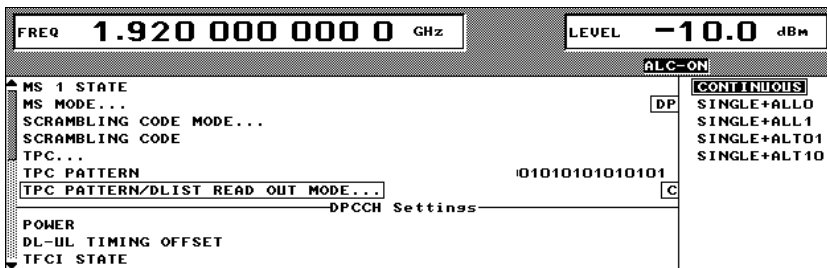 FREQ 1.920 000 000 0 GHz LEVEL -10.0 dBm
ALC-ON
MS 1 STATE CONTINUOUS
MS MODE... DP SINGLE+ALL0
SCRAMBLING CODE MODE... SINGLE+ALL1
SCRAMBLING CODE SINGLE+ALT01
TPC... SINGLE+ALT10
TPC PATTERN 01010101010101
TPC PATTERN/DLIST READ OUT MODE... C
DPCCH Settings
POWER
DL-UL TIMING OFFSET
TFCI STATE